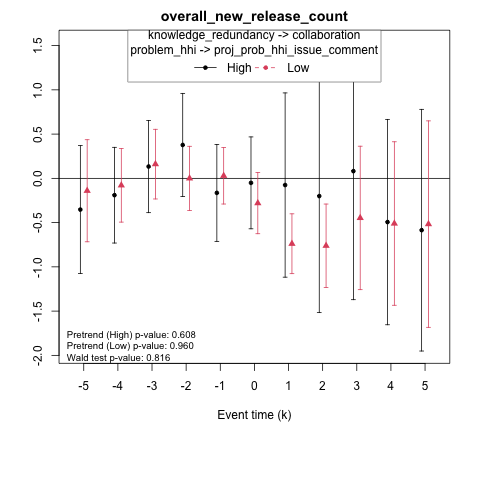 overall_new_release_count
knowledge_redundancy -> collaboration
problem_hhi -> proj_prob_hhi_issue_comment
High Low
1.5
1.0
0.5
0.0
-0.5
-1.0
-1.5
-2.0
Pretrend (High) p-value: 0.608
Pretrend (Low) p-value: 0.960
Wald test p-value: 0.816
-5 -4 -3 -2 -1 0 1 2 3 4 5
Event time (k)